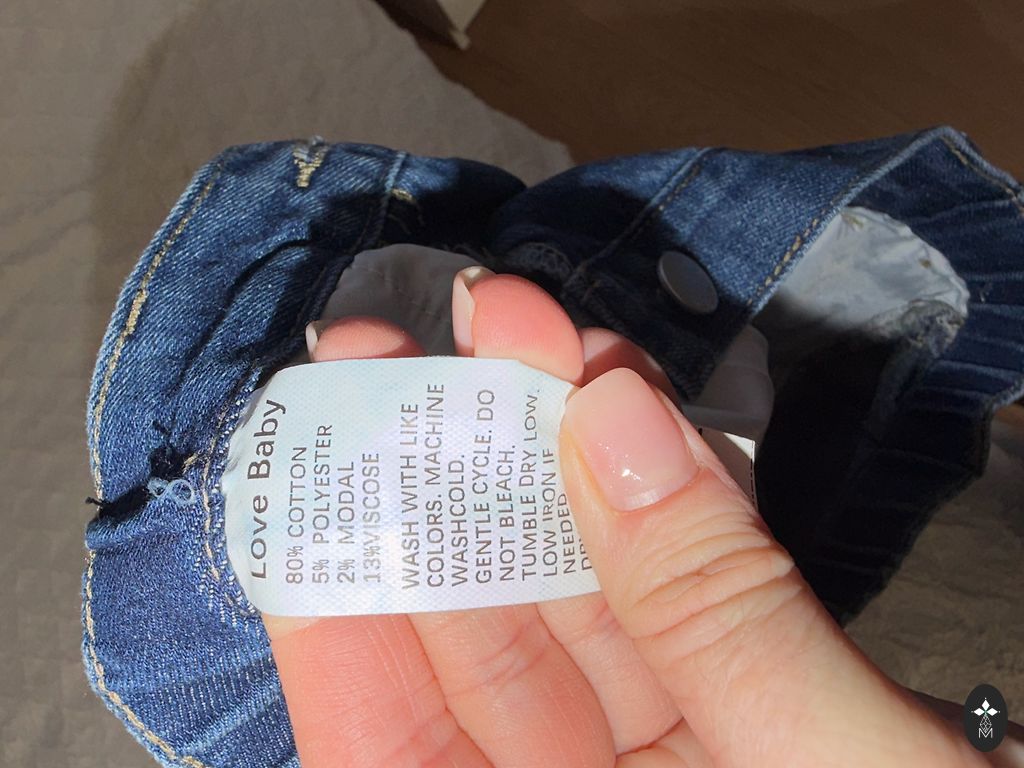 Love Baby
80% COTTON
5% POLYESTER
2% MODAL
13%VISCOSE
WASH WITH LIKE
COLORS. MACHINE
WASHCOLD.
GENTLE CYCLE. DO
NOT BLEACH.
TUMBLE DRY LOW.
LOW IRON IF
NEEDED